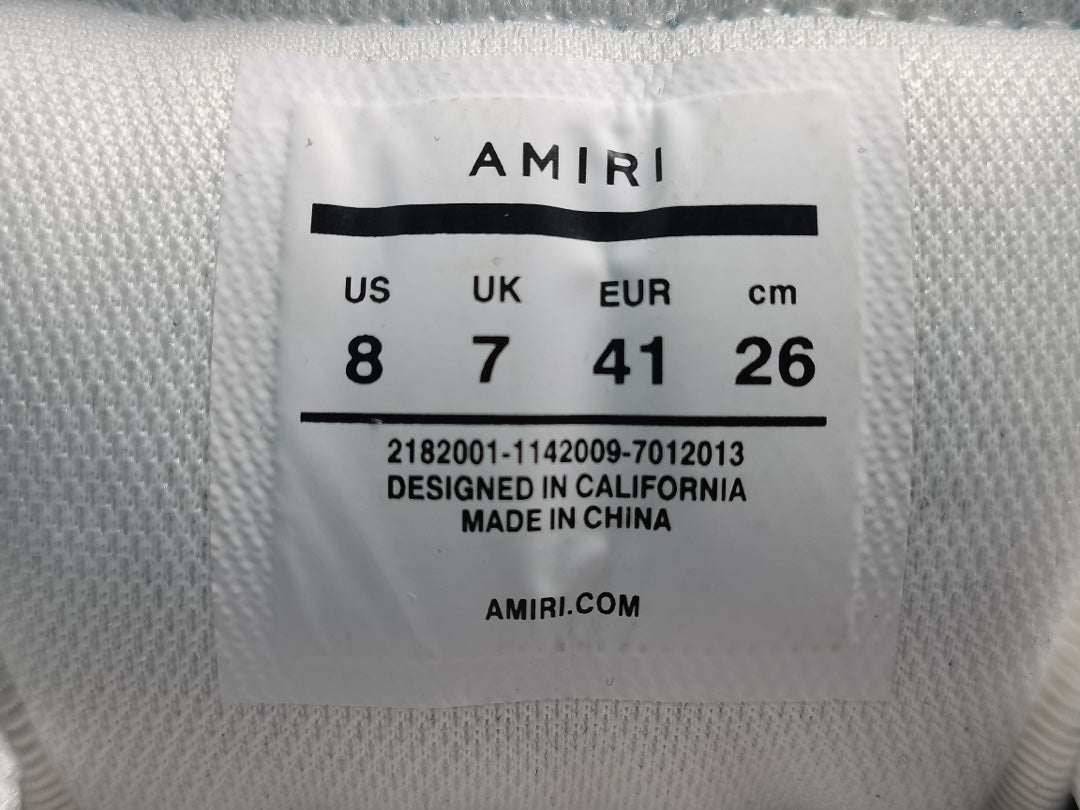 AMIRI
US UK EUR cm
8 7 41 26
2182001-1142009-7012013
DESIGNED IN CALIFORNIA
MADE IN CHINA
AMIRI.COM